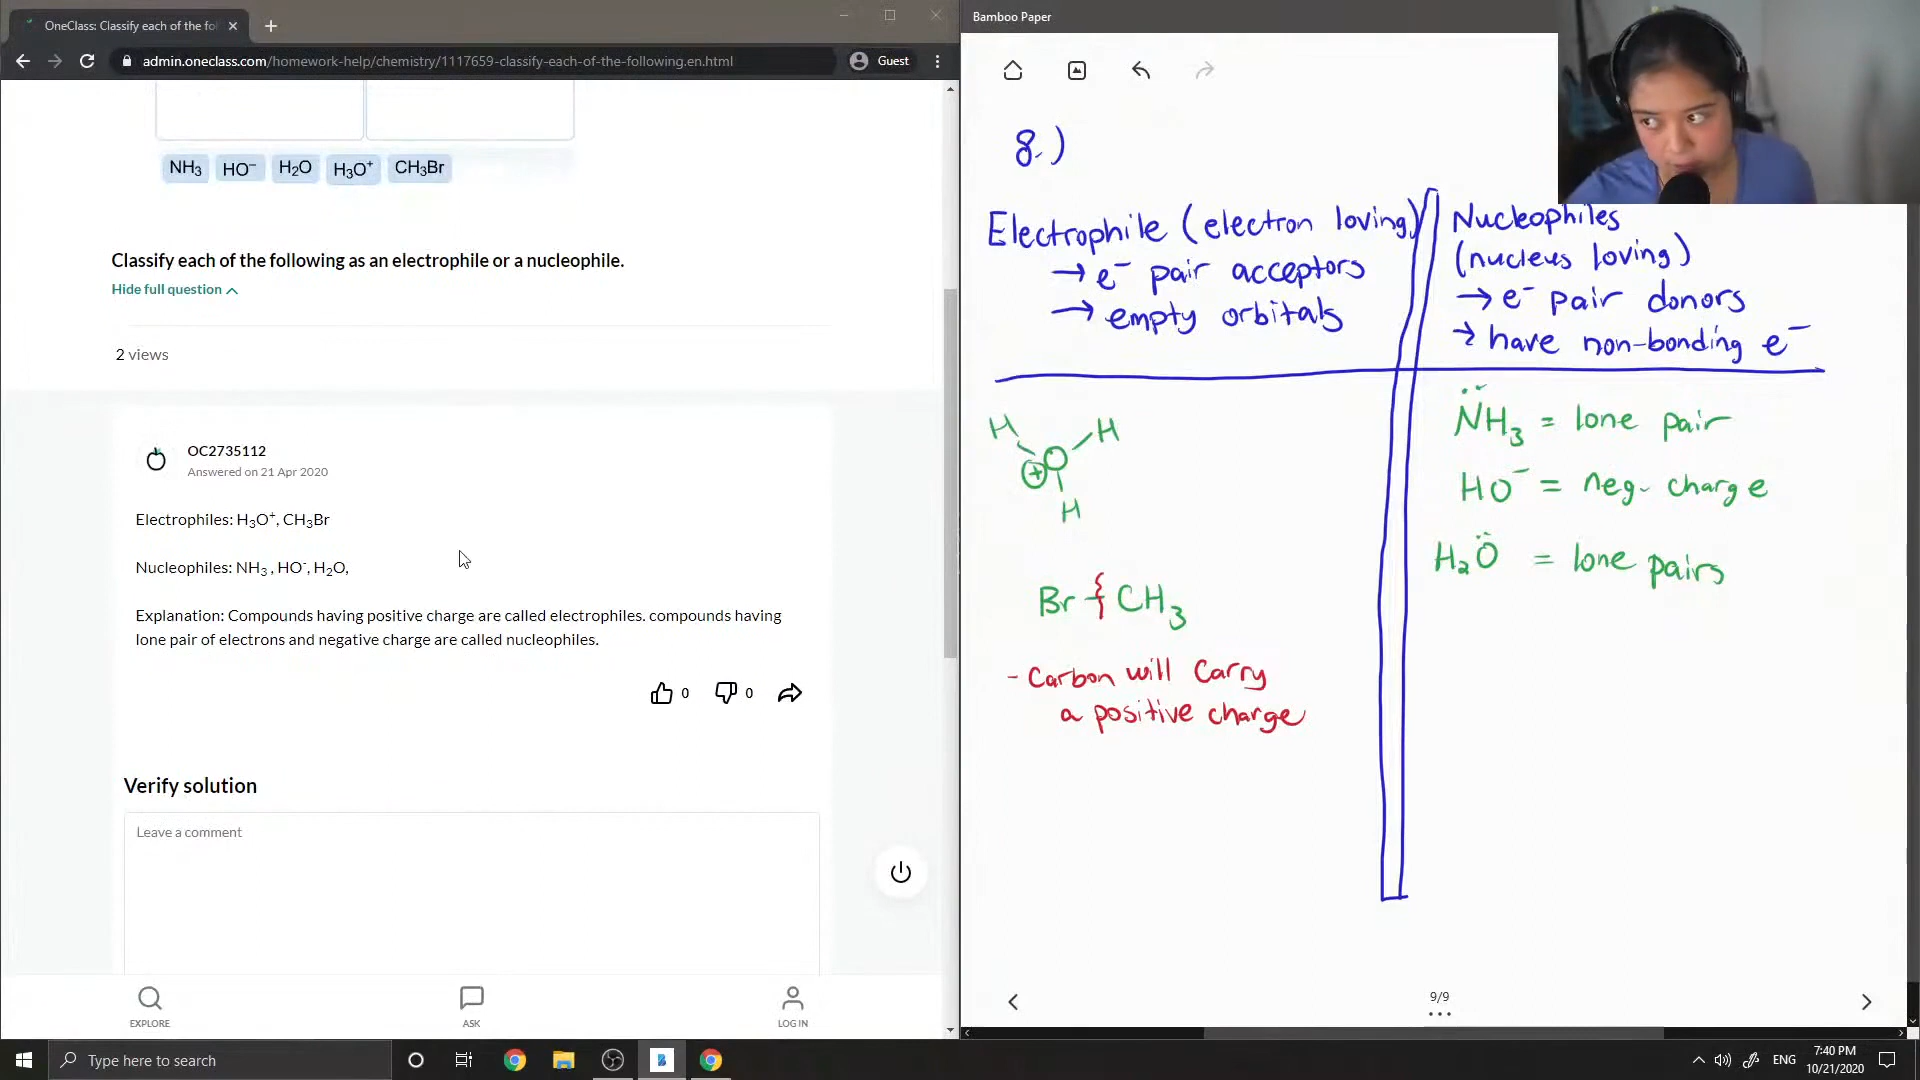 OneClass: Classify each of the fo
admin.oneclass.com/homework-help/chemistry/1117659-classify-each-of-the-following.en.html
Guest
NH3 HO⁻ H2O H3O⁺ CH3Br
Classify each of the following as an electrophile or a nucleophile.
Hide full question
2 views
OC2735112
Answered on 21 Apr 2020
Electrophiles: H₃O⁺, CH₃Br
Nucleophiles: NH₃ , HO⁻, H₂O,
Explanation: Compounds having positive charge are called electrophiles. compounds having
lone pair of electrons and negative charge are called nucleophiles.
0 0
Verify solution
Leave a comment
EXPLORE ASK LOG IN
Bamboo Paper
8.)
Electrophile (electron loving)
→ e⁻ pair acceptors
→ empty orbitals
Nucleophiles
(nucleus loving)
→ e⁻ pair donors
→ have non-bonding e⁻
H H
+ O
H
Br CH₃
- Carbon will carry
a positive charge
N̈H₃ = lone pair
HO⁻ = neg. charge
H₂Ö = lone pairs
9/9
Type here to search
ENG
7:40 PM
10/21/2020